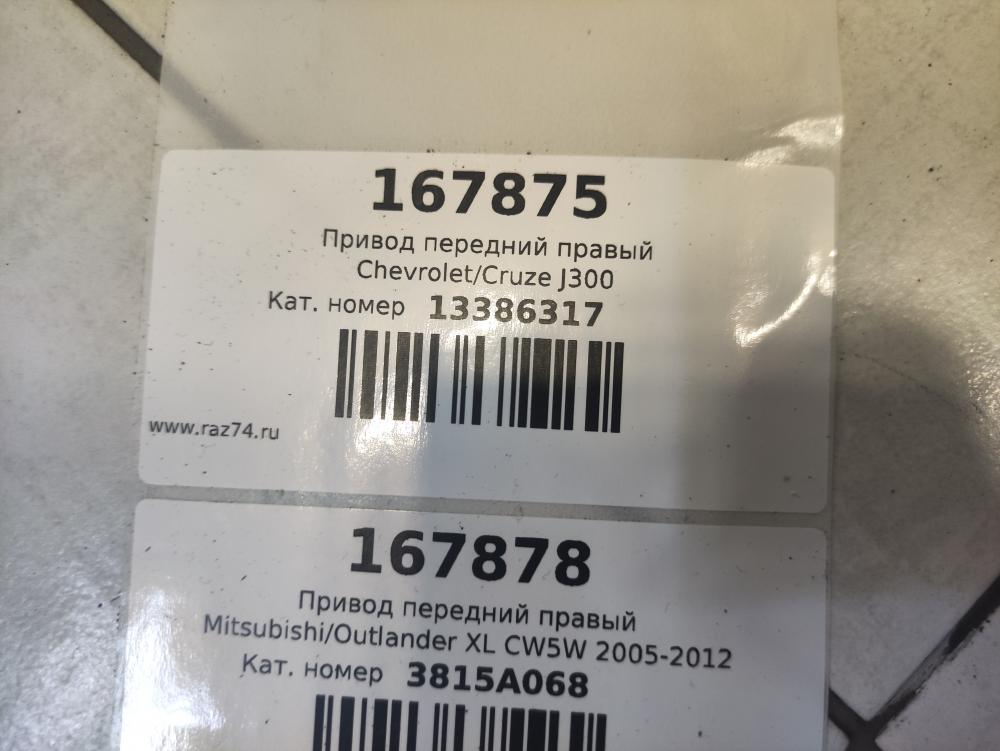 167875
Привод передний правый
Chevrolet/Cruze J300
Кат. номер 13386317
www.raz74.ru
167878
Привод передний правый
Mitsubishi/Outlander XL CW5W 2005-2012
Кат. номер 3815A068